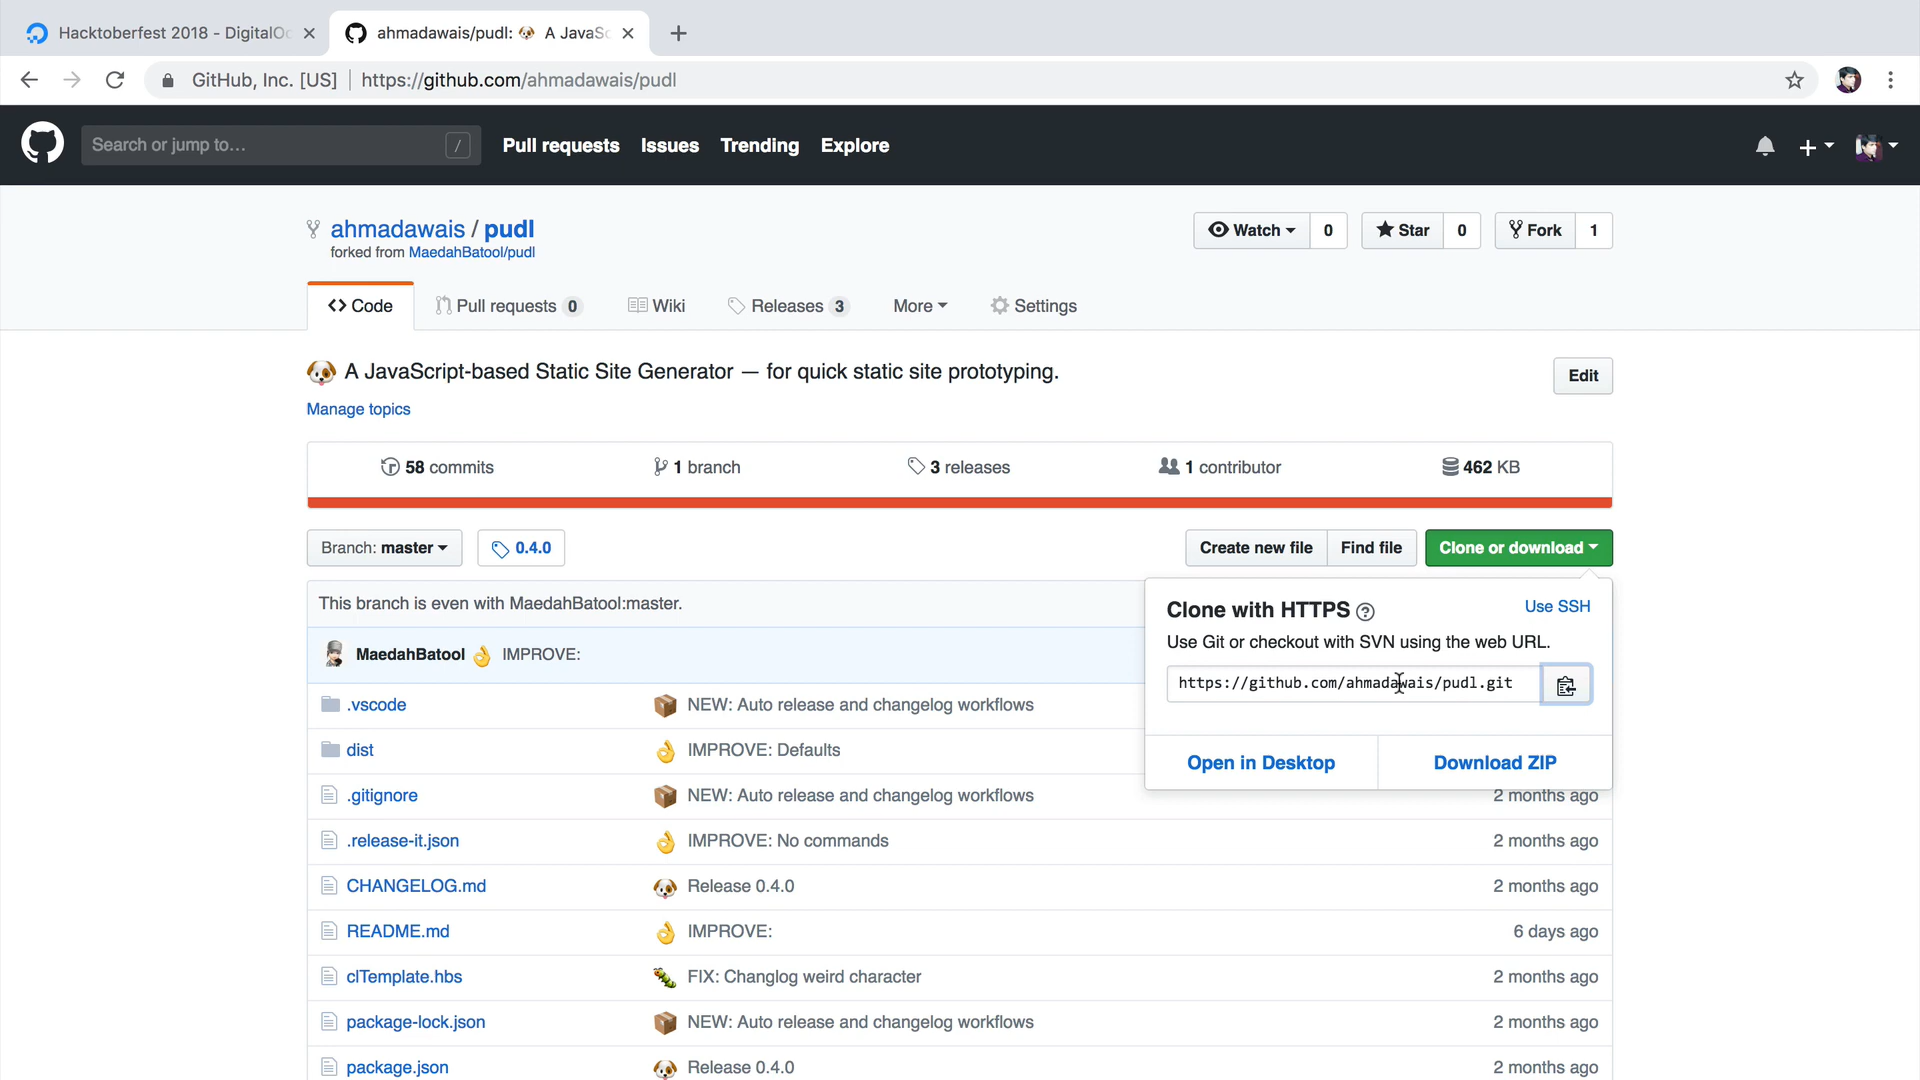 Hacktoberfest 2018 - DigitalOc
ahmadawais/pudl: 🐶 A JavaSc
GitHub, Inc. [US] | https://github.com/ahmadawais/pudl
Search or jump to… /
Pull requests Issues Trending Explore
ahmadawais / pudl
forked from MaedahBatool/pudl
Watch 0 Star 0 Fork 1
Code Pull requests 0 Wiki Releases 3 More Settings
🐶 A JavaScript-based Static Site Generator — for quick static site prototyping.
Edit
Manage topics
58 commits 1 branch 3 releases 1 contributor 462 KB
Branch: master 0.4.0 Create new file Find file Clone or download
This branch is even with MaedahBatool:master.
MaedahBatool 👌 IMPROVE:
Clone with HTTPS ? Use SSH
Use Git or checkout with SVN using the web URL.
https://github.com/ahmadawais/pudl.git
Open in Desktop Download ZIP
.vscode 📦 NEW: Auto release and changelog workflows
dist 👌 IMPROVE: Defaults
.gitignore 📦 NEW: Auto release and changelog workflows 2 months ago
.release-it.json 👌 IMPROVE: No commands 2 months ago
CHANGELOG.md 🐶 Release 0.4.0 2 months ago
README.md 👌 IMPROVE: 6 days ago
clTemplate.hbs 🐛 FIX: Changlog weird character 2 months ago
package-lock.json 📦 NEW: Auto release and changelog workflows 2 months ago
package.json 🐶 Release 0.4.0 2 months ago